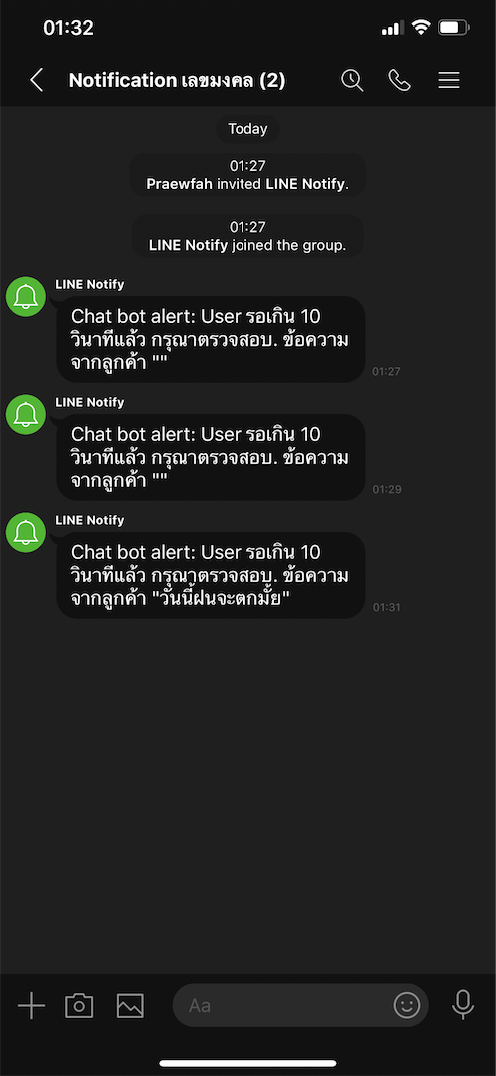 01:32
Notification เลขมงคล (2)
Today
01:27
Praewfah invited LINE Notify.
01:27
LINE Notify joined the group.
LINE Notify
Chat bot alert: User รอเกิน 10
วินาทีแล้ว กรุณาตรวจสอบ. ข้อความ
จากลูกค้า ""
01:27
LINE Notify
Chat bot alert: User รอเกิน 10
วินาทีแล้ว กรุณาตรวจสอบ. ข้อความ
จากลูกค้า ""
01:29
LINE Notify
Chat bot alert: User รอเกิน 10
วินาทีแล้ว กรุณาตรวจสอบ. ข้อความ
จากลูกค้า "วันนี้ฝนจะตกมั้ย"
01:31
Aa